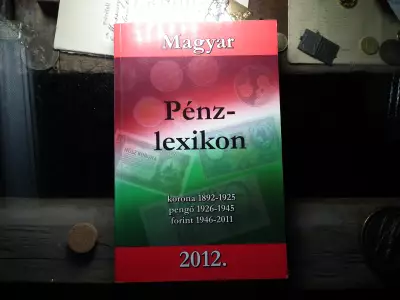 Magyar
Pénz-
lexikon
korona 1892-1925
pengő 1926-1945
forint 1946-2011
2012.